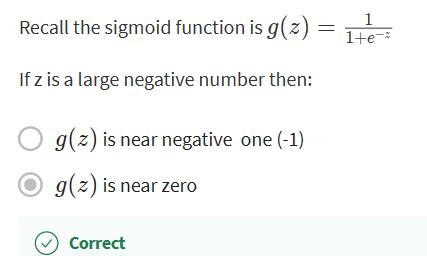 Recall the sigmoid function is g(z) = \frac{1}{1+e^{-z}}
If z is a large negative number then:
g(z) is near negative one (-1)
g(z) is near zero
Correct